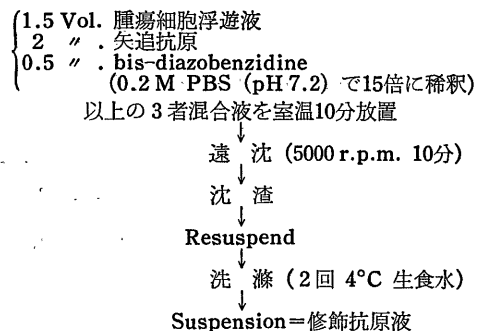 1.5 Vol. 腫瘍細胞浮遊液
2 〃 . 矢追抗原
0.5 〃 . bis-diazobenzidine
(0.2 M PBS (pH 7.2) で15倍に稀釈)
以上の3者混合液を室温10分放置
↓
遠 沈 (5000 r.p.m. 10分)
↓
沈 渣
↓
Resuspend
↓
洗 滌 (2回 4°C 生食水)
↓
Suspension=修飾抗原液